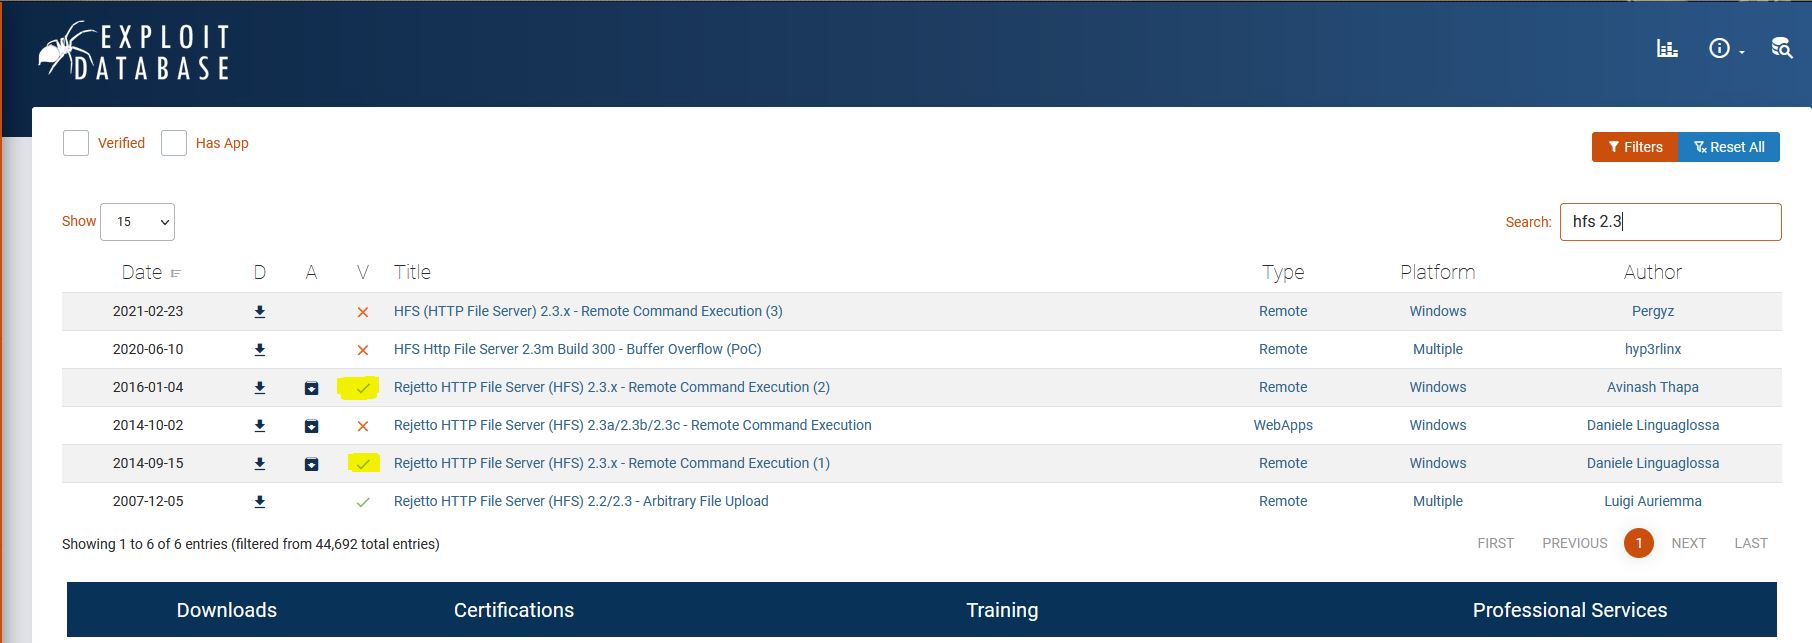 EXPLOIT
DATABASE
Verified Has App
Filters Reset All
Show 15 Search: hfs 2.3
Date D A V Title Type Platform Author
2021-02-23 HFS (HTTP File Server) 2.3.x - Remote Command Execution (3) Remote Windows Pergyz
2020-06-10 HFS Http File Server 2.3m Build 300 - Buffer Overflow (PoC) Remote Multiple hyp3rlinx
2016-01-04 Rejetto HTTP File Server (HFS) 2.3.x - Remote Command Execution (2) Remote Windows Avinash Thapa
2014-10-02 Rejetto HTTP File Server (HFS) 2.3a/2.3b/2.3c - Remote Command Execution WebApps Windows Daniele Linguaglossa
2014-09-15 Rejetto HTTP File Server (HFS) 2.3.x - Remote Command Execution (1) Remote Windows Daniele Linguaglossa
2007-12-05 Rejetto HTTP File Server (HFS) 2.2/2.3 - Arbitrary File Upload Remote Multiple Luigi Auriemma
Showing 1 to 6 of 6 entries (filtered from 44,692 total entries) FIRST PREVIOUS 1 NEXT LAST
Downloads Certifications Training Professional Services